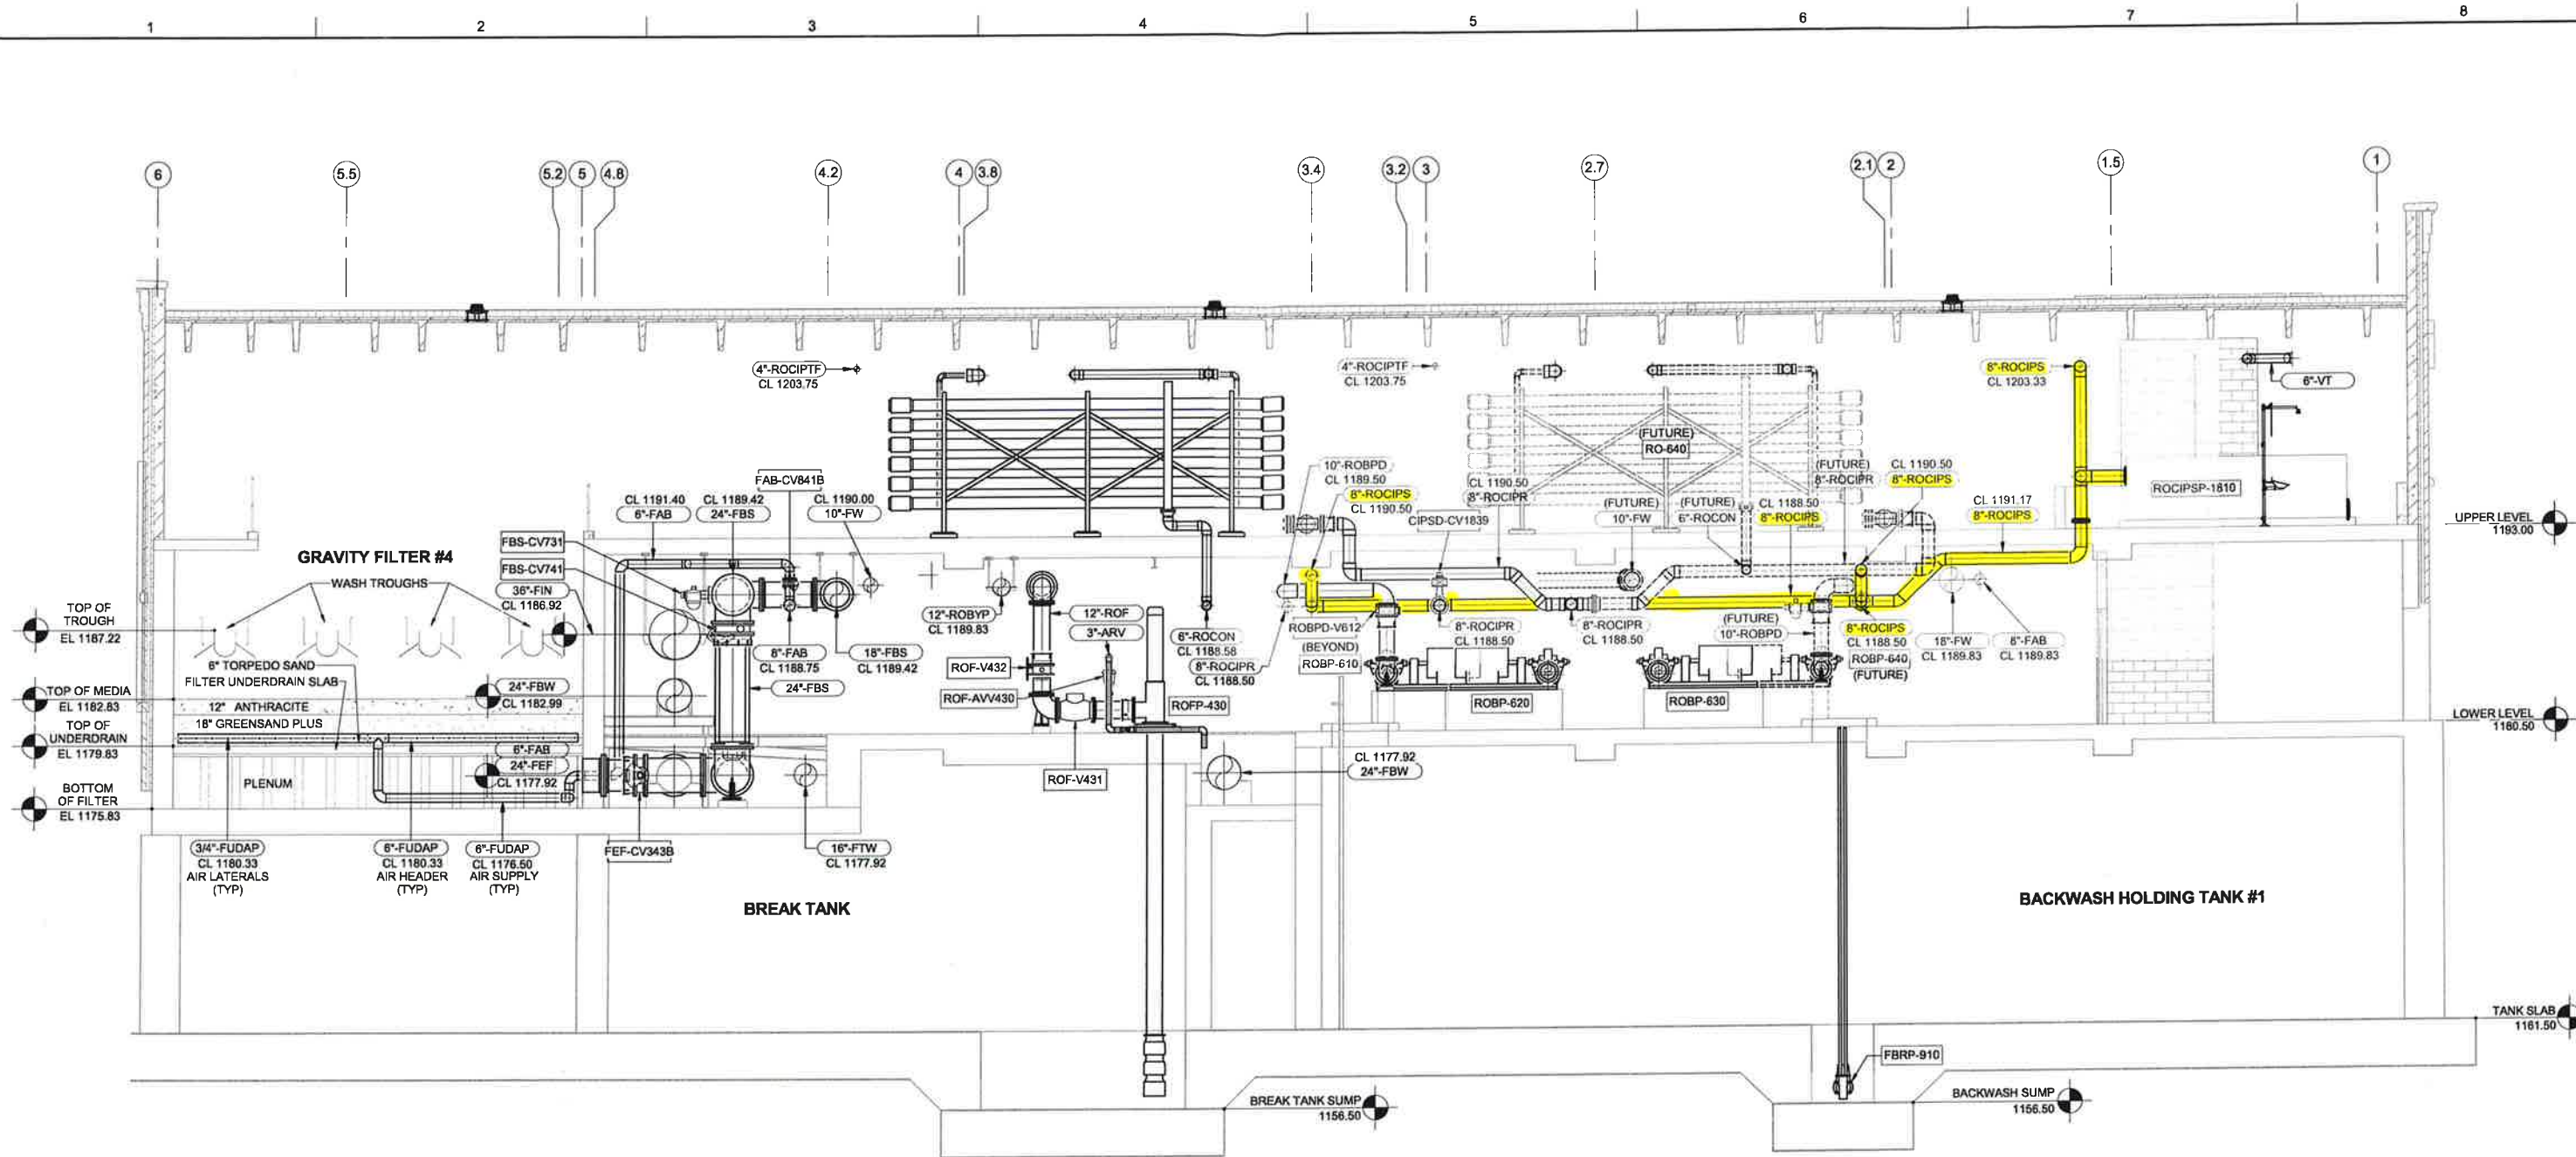 1 2 3 4 5 6 7 8
6 5.5 5.2 5 4.8 4.2 4 3.8 3.4 3.2 3 2.7 2.1 2 1.5 1
4"-ROCIPTF
CL 1203.75
4"-ROCIPTF
CL 1203.75
8"-ROCIPS
CL 1203.33
6"-VT
(FUTURE)
RO-640
FAB-CV841B
CL 1191.40
6"-FAB
CL 1189.42
24"-FBS
CL 1190.00
10"-FW
10"-ROBPD
CL 1189.50
8"-ROCIPS
CL 1190.50
CL 1190.50
8"-ROCIPR
CIPSD-CV1839
(FUTURE)
10"-FW
(FUTURE)
6"-ROCON
CL 1188.50
8"-ROCIPS
(FUTURE)
8"-ROCIPR
CL 1190.50
8"-ROCIPS
CL 1191.17
8"-ROCIPS
ROCIPSP-1810
UPPER LEVEL
1193.00
GRAVITY FILTER #4
WASH TROUGHS
FBS-CV731
FBS-CV741
36"-FIN
CL 1186.92
TOP OF
TROUGH
EL 1187.22
12"-ROBYP
CL 1189.83
12"-ROF
3"-ARV
8"-FAB
CL 1188.75
18"-FBS
CL 1189.42
6"-ROCON
CL 1188.58
8"-ROCIPR
CL 1188.50
ROBPD-V612
(BEYOND)
ROBP-610
8"-ROCIPR
CL 1188.50
8"-ROCIPR
CL 1188.50
(FUTURE)
10"-ROBPD
8"-ROCIPS
CL 1188.50
ROBP-640
(FUTURE)
18"-FW
CL 1189.83
8"-FAB
CL 1189.83
6" TORPEDO SAND
FILTER UNDERDRAIN SLAB
TOP OF MEDIA
EL 1182.83
12" ANTHRACITE
18" GREENSAND PLUS
24"-FBW
CL 1182.99
24"-FBS
ROF-V432
ROF-AVV430
ROFP-430
ROBP-620
ROBP-630
LOWER LEVEL
1180.50
TOP OF
UNDERDRAIN
EL 1179.83
6"-FAB
24"-FEF
CL 1177.92
PLENUM
BOTTOM
OF FILTER
EL 1175.83
ROF-V431
CL 1177.92
24"-FBW
3/4"-FUDAP
CL 1180.33
AIR LATERALS
(TYP)
6"-FUDAP
CL 1180.33
AIR HEADER
(TYP)
6"-FUDAP
CL 1176.50
AIR SUPPLY
(TYP)
FEF-CV343B
16"-FTW
CL 1177.92
BREAK TANK
BACKWASH HOLDING TANK #1
TANK SLAB
1161.50
FBRP-910
BREAK TANK SUMP
1156.50
BACKWASH SUMP
1156.50